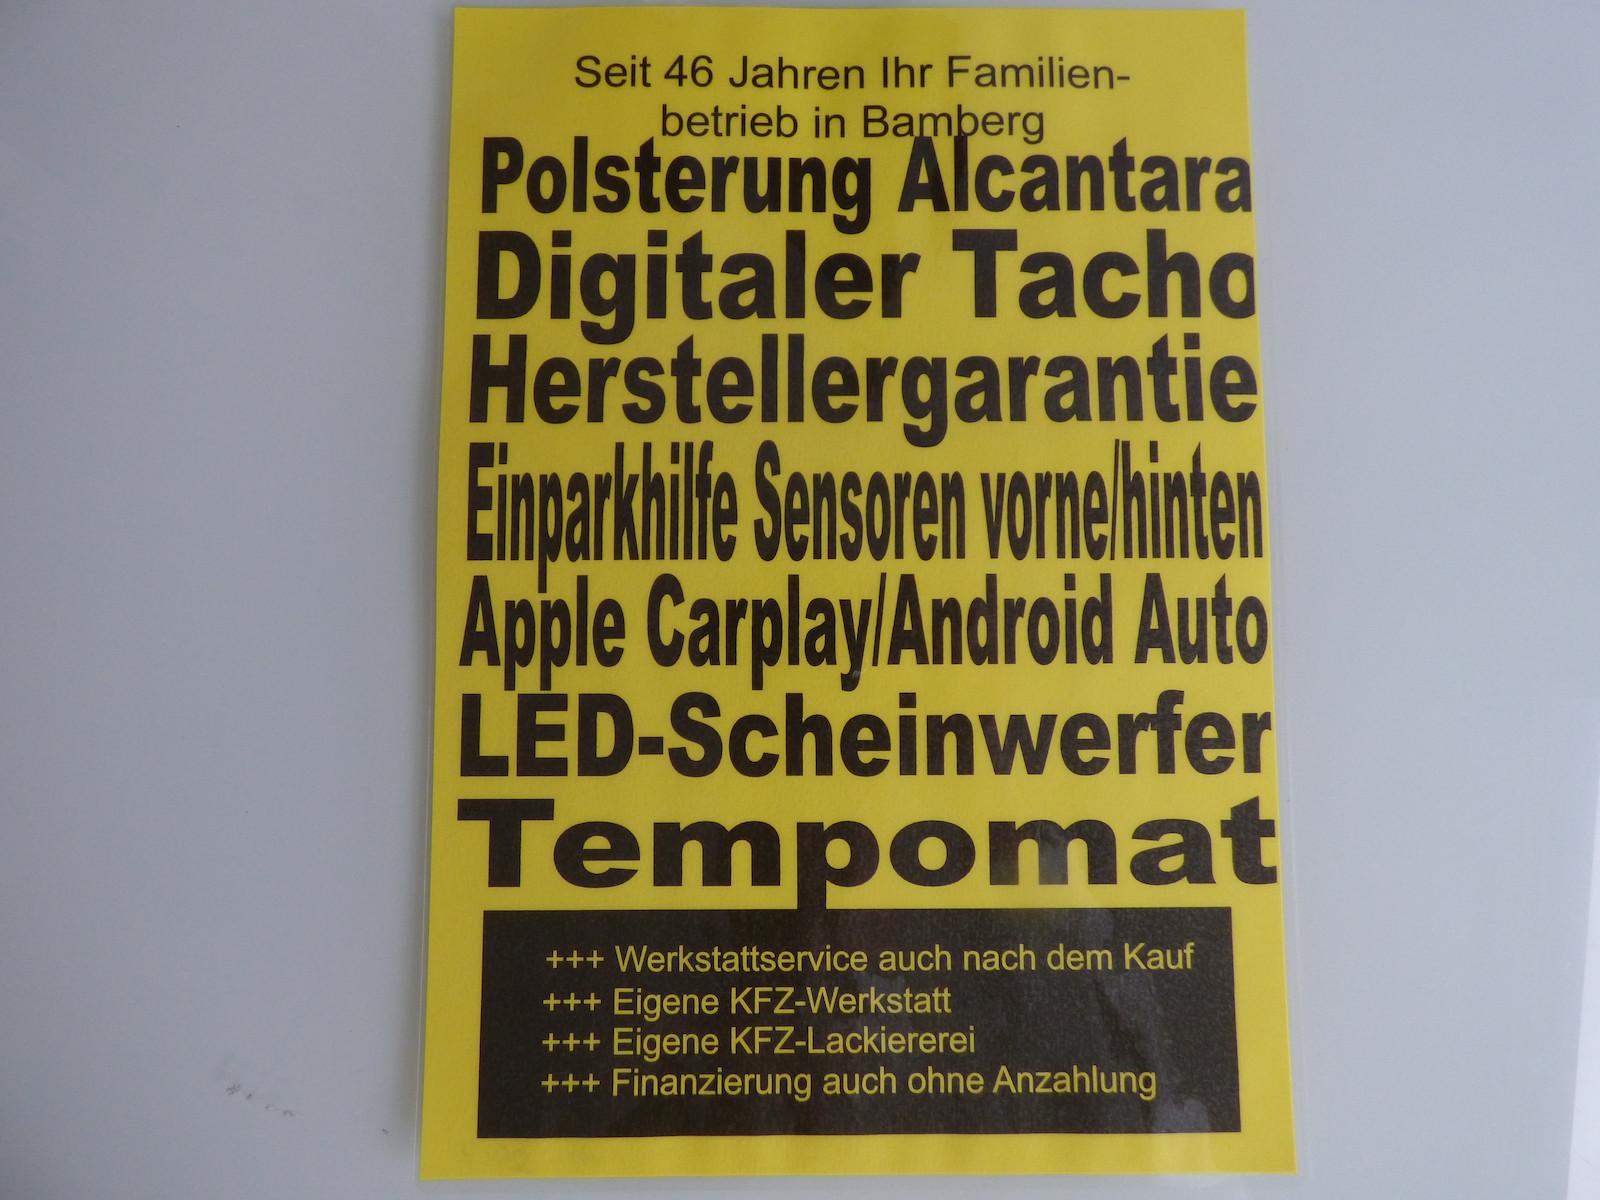 Seit 46 Jahren Ihr Familien-
betrieb in Bamberg
Polsterung Alcantara
Digitaler Tacho
Herstellergarantie
Einparkhilfe Sensoren vorne/hinten
Apple Carplay/Android Auto
LED-Scheinwerfer
Tempomat
+++ Werkstattservice auch nach dem Kauf
+++ Eigene KFZ-Werkstatt
+++ Eigene KFZ-Lackiererei
+++ Finanzierung auch ohne Anzahlung